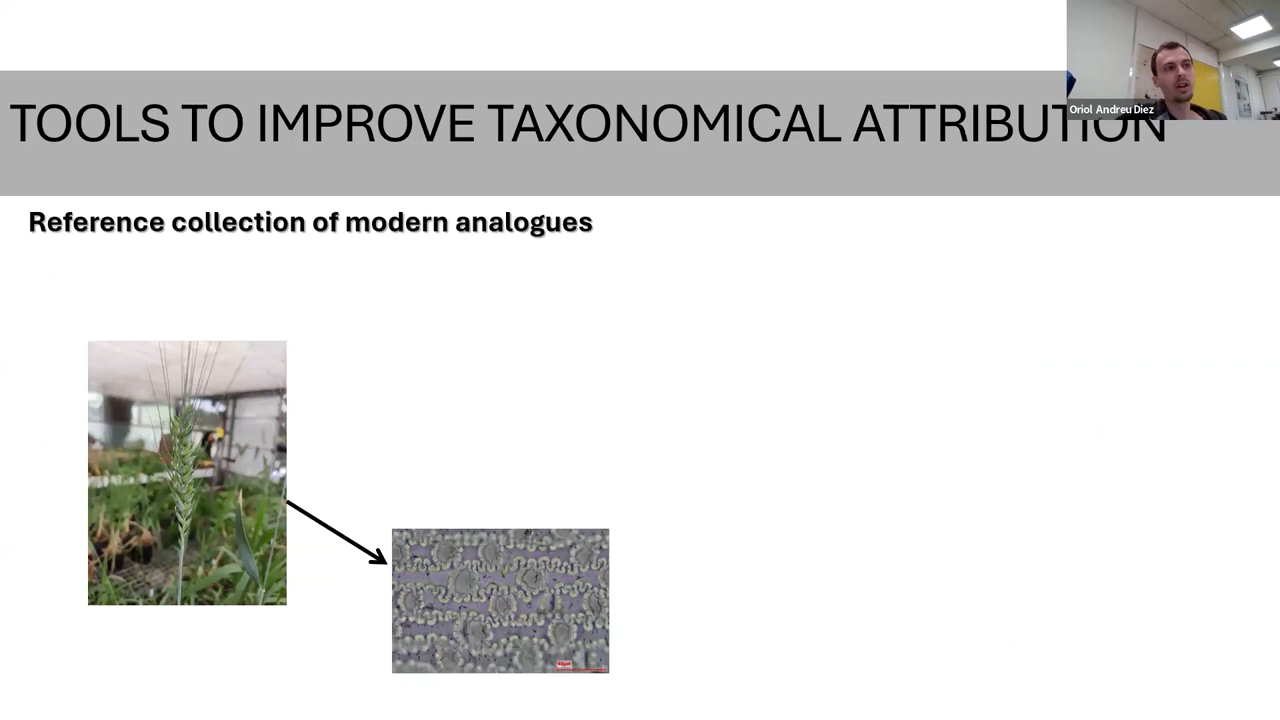 TOOLS TO IMPROVE TAXONOMICAL ATTRIBUTION
Oriol Andreu Diez
Reference collection of modern analogues